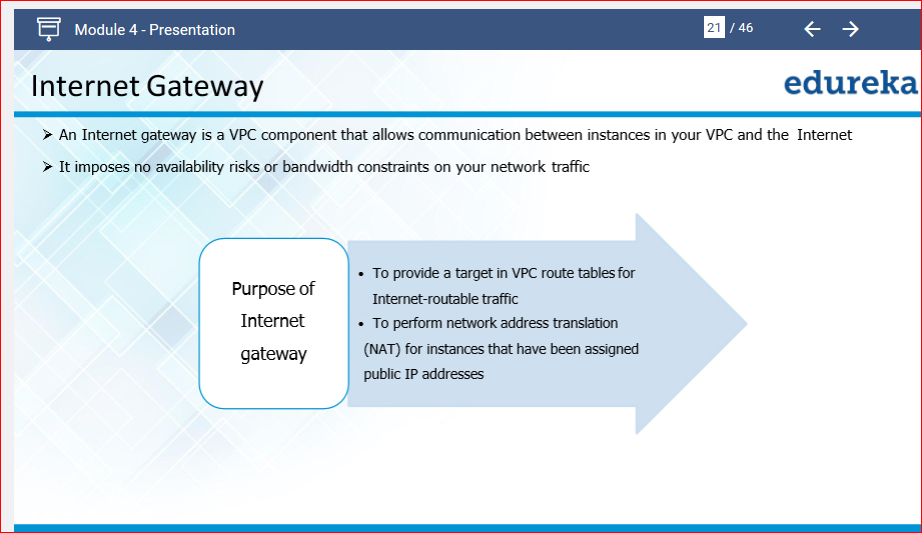 Module 4 - Presentation
21 / 46
Internet Gateway
edureka
➢ An Internet gateway is a VPC component that allows communication between instances in your VPC and the Internet
➢ It imposes no availability risks or bandwidth constraints on your network traffic
Purpose of
Internet
gateway
• To provide a target in VPC route tables for
Internet-routable traffic
• To perform network address translation
(NAT) for instances that have been assigned
public IP addresses